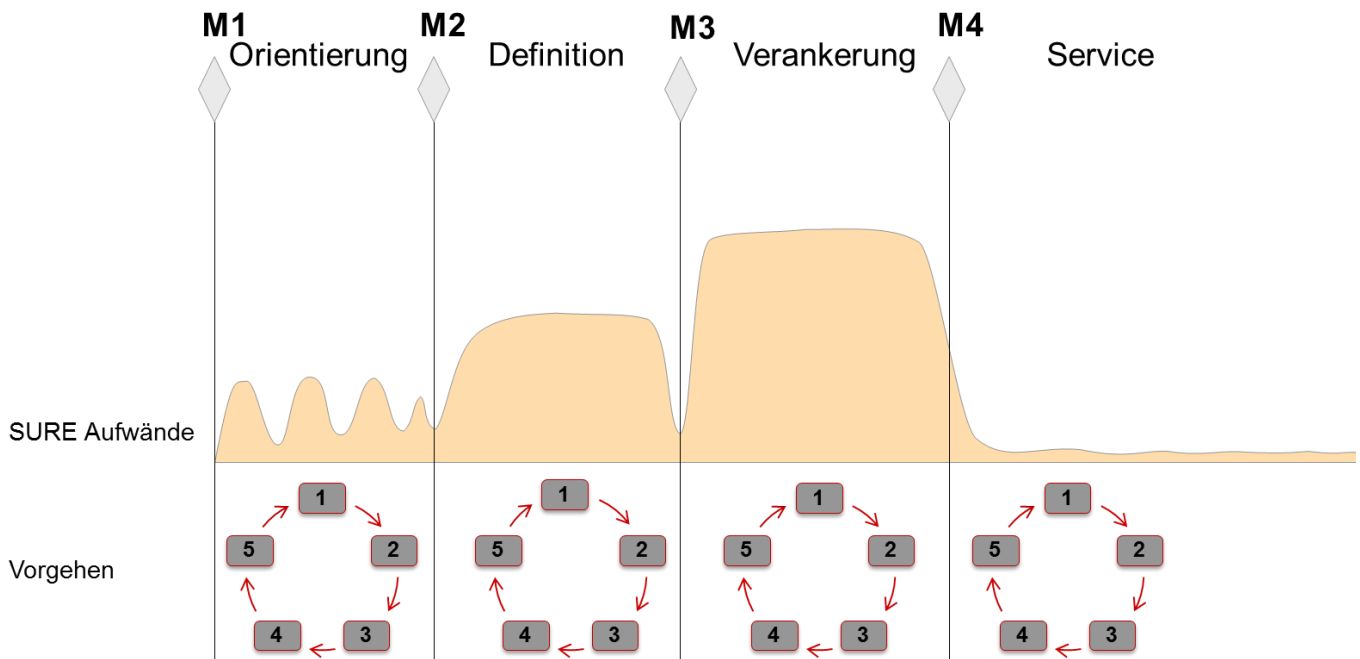 M1
M2
M3
M4
Orientierung
Definition
Verankerung
Service
SURE Aufwände
Vorgehen
1
2
3
4
5
1
2
3
4
5
1
2
3
4
5
1
2
3
4
5